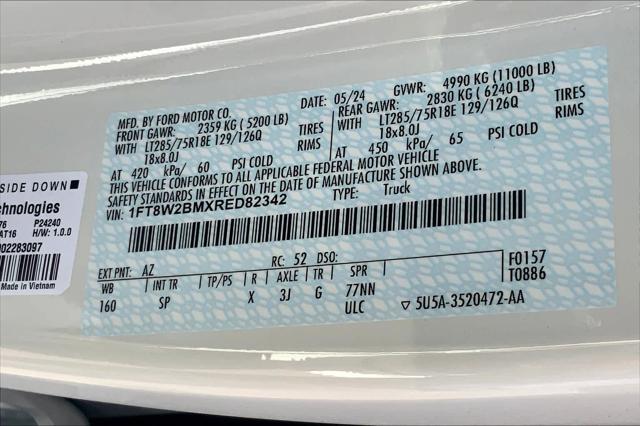 MFD. BY FORD MOTOR CO.
DATE: 05/24 GVWR: 4990 KG (11000 LB)
FRONT GAWR: 2359 KG ( 5200 LB)
REAR GAWR: 2830 KG ( 6240 LB)
WITH LT285/75R18E 129/126Q TIRES
WITH LT285/75R18E 129/126Q TIRES
18x8.0J RIMS
18x8.0J RIMS
AT 420 kPa/ 60 PSI COLD
AT 450 kPa/ 65 PSI COLD
THIS VEHICLE CONFORMS TO ALL APPLICABLE FEDERAL MOTOR VEHICLE
SAFETY STANDARDS IN EFFECT ON THE DATE OF MANUFACTURE SHOWN ABOVE.
VIN: 1FT8W2BMXRED82342 TYPE: Truck
EXT PNT: AZ RC: 52 DSO: F0157
WB INT TR TP/PS R AXLE TR SPR T0886
160 SP X 3J G 77NN
ULC ▽ 5U5A-3520472-AA
SIDE DOWN
chnologies
76 P24240
AT16 H/W: 1.0.0
002283097
Made in Vietnam